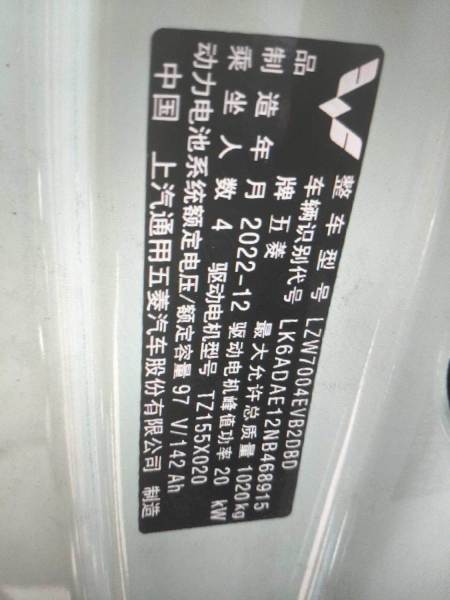 整车型号 LZW7004EVB2DBD
车辆识别代号 LK6ADAE12NB468915
品牌 五菱 最大允许总质量 1020kg
制造年月 2022-12 驱动电机峰值功率 20 kW
乘坐人数 4 驱动电机型号 TZ155X020
动力电池系统额定电压/额定容量 97 V/142 Ah
中国 上汽通用五菱汽车股份有限公司 制造